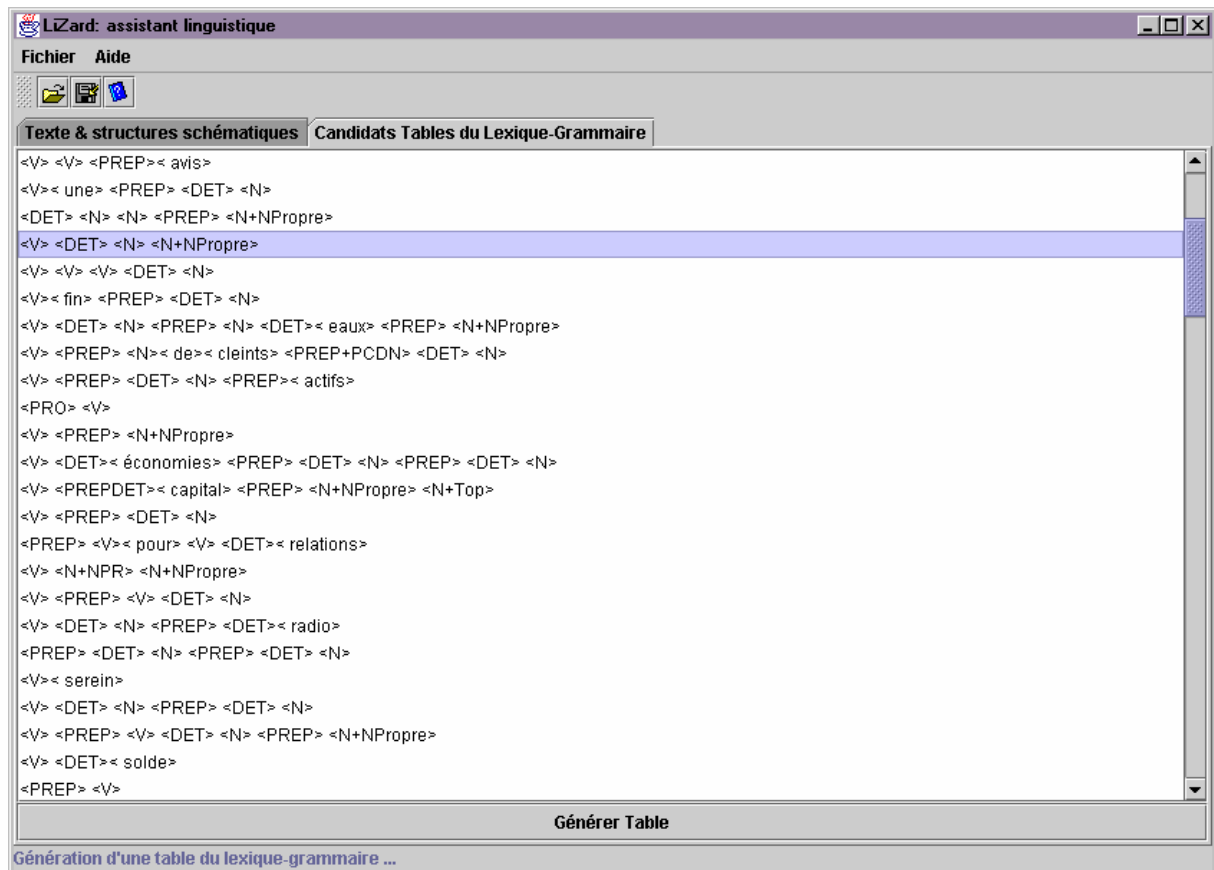 LiZard: assistant linguistique
Fichier Aide
Texte & structures schématiques Candidats Tables du Lexique-Grammaire
<V> <V> <PREP>< avis>
<V>< une> <PREP> <DET> <N>
<DET> <N> <N> <PREP> <N+NPropre>
<V> <DET> <N> <N+NPropre>
<V> <V> <V> <DET> <N>
<V>< fin> <PREP> <DET> <N>
<V> <DET> <N> <PREP> <N> <DET>< eaux> <PREP> <N+NPropre>
<V> <PREP> <N>< de>< cleints> <PREP+PCDN> <DET> <N>
<V> <PREP> <DET> <N> <PREP>< actifs>
<PRO> <V>
<V> <PREP> <N+NPropre>
<V> <DET>< économies> <PREP> <DET> <N> <PREP> <DET> <N>
<V> <PREPDET>< capital> <PREP> <N+NPropre> <N+Top>
<V> <PREP> <DET> <N>
<PREP> <V>< pour> <V> <DET>< relations>
<V> <N+NPR> <N+NPropre>
<V> <PREP> <V> <DET> <N>
<V> <DET> <N> <PREP> <DET>< radio>
<PREP> <DET> <N> <PREP> <DET> <N>
<V>< serein>
<V> <DET> <N> <PREP> <DET> <N>
<V> <PREP> <V> <DET> <N> <PREP> <N+NPropre>
<V> <DET>< solde>
<PREP> <V>
Générer Table
Génération d'une table du lexique-grammaire ...